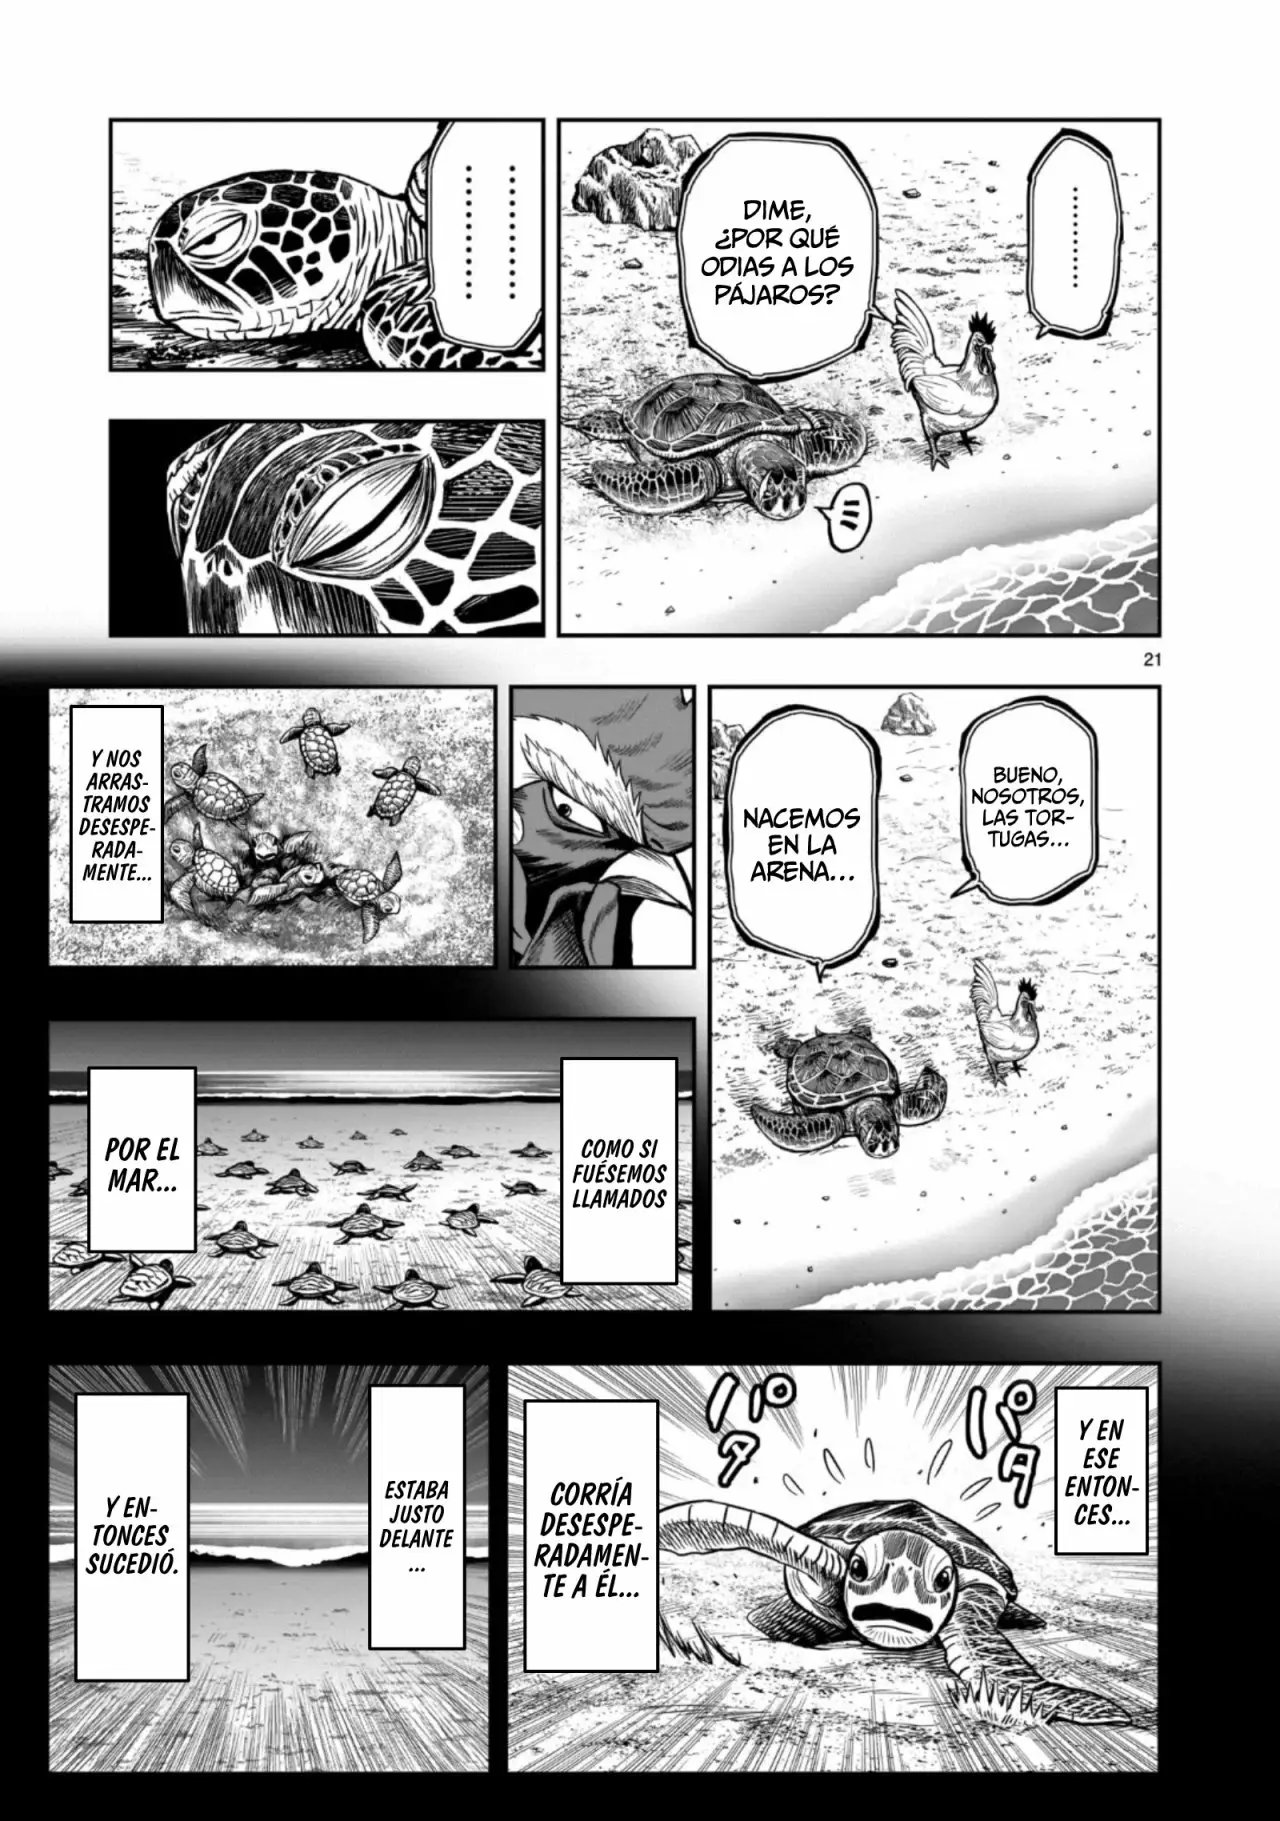 .........
DIME,
¿POR QUÉ
ODIAS A LOS
PÁJAROS?
.........
.........
21
BUENO,
NOSOTROS,
LAS TOR-
TUGAS...
NACEMOS
EN LA
ARENA...
Y NOS
ARRAS-
TRAMOS
DESESPE-
RADA-
MENTE...
COMO SI
FUÉSEMOS
LLAMADOS
POR EL
MAR...
Y EN
ESE
ENTON-
CES...
パタ
パタ
CORRÍA
DESESPE-
RADAMEN-
TE A ÉL...
ESTABA
JUSTO
DELANTE
...
Y EN-
TONCES
SUCEDIÓ.